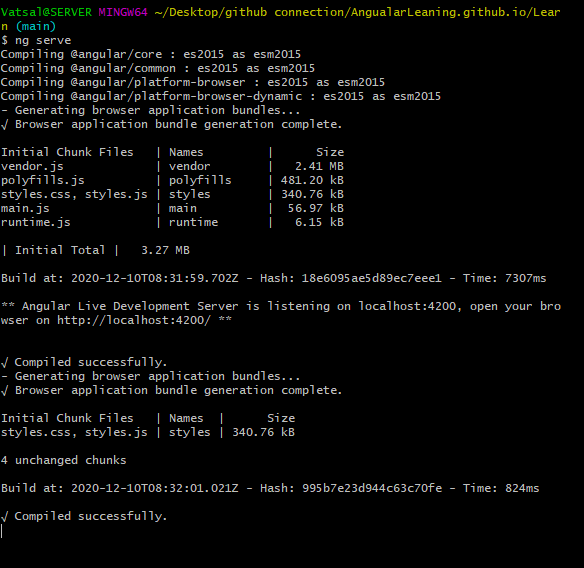 Vatsal@SERVER MINGW64 ~/Desktop/github connection/AngualarLeaning.github.io/Lear
n (main)
$ ng serve
Compiling @angular/core : es2015 as esm2015
Compiling @angular/common : es2015 as esm2015
Compiling @angular/platform-browser : es2015 as esm2015
Compiling @angular/platform-browser-dynamic : es2015 as esm2015
- Generating browser application bundles...
√ Browser application bundle generation complete.
Initial Chunk Files | Names | Size
vendor.js | vendor | 2.41 MB
polyfills.js | polyfills | 481.20 kB
styles.css, styles.js | styles | 340.76 kB
main.js | main | 56.97 kB
runtime.js | runtime | 6.15 kB
| Initial Total | 3.27 MB
Build at: 2020-12-10T08:31:59.702Z - Hash: 18e6095ae5d89ec7eee1 - Time: 7307ms
** Angular Live Development Server is listening on localhost:4200, open your bro
wser on http://localhost:4200/ **
√ Compiled successfully.
- Generating browser application bundles...
√ Browser application bundle generation complete.
Initial Chunk Files | Names | Size
styles.css, styles.js | styles | 340.76 kB
4 unchanged chunks
Build at: 2020-12-10T08:32:01.021Z - Hash: 995b7e23d944c63c70fe - Time: 824ms
√ Compiled successfully.